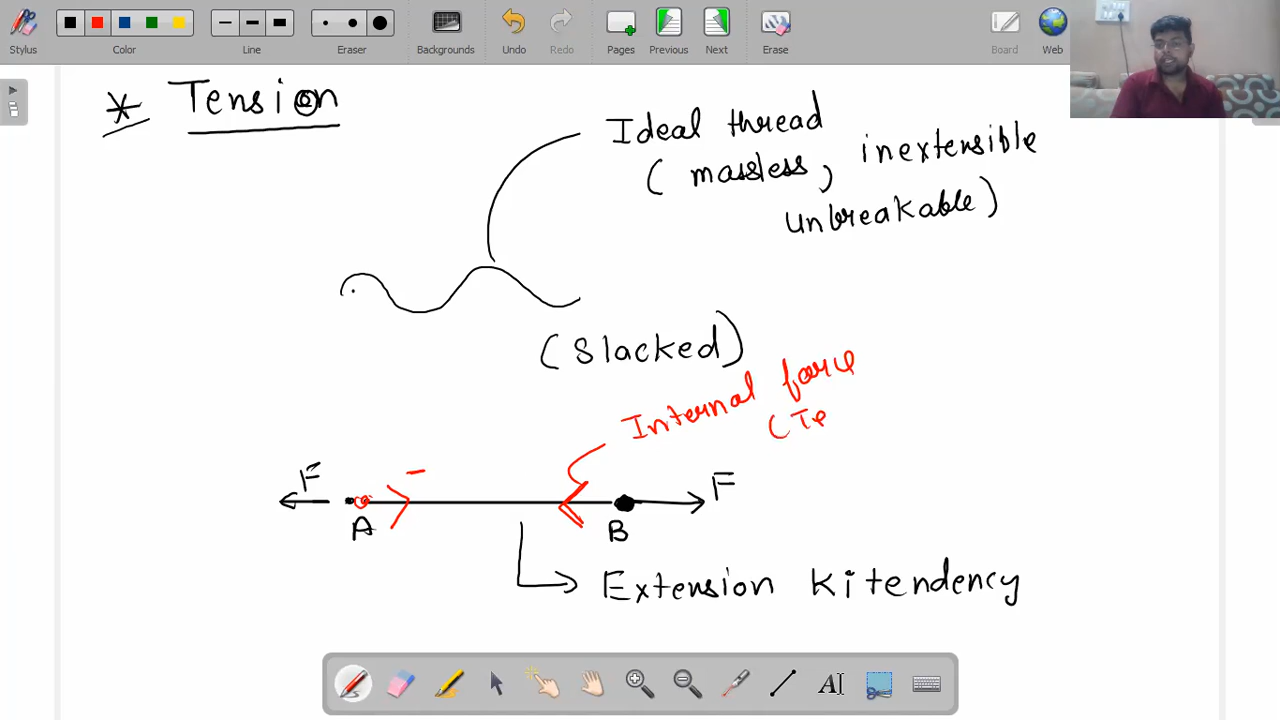 Stylus
Color
Line
Eraser
Backgrounds
Undo
Redo
Pages
Previous
Next
Erase
Board
Web
* Tension
Ideal thread
(massless, inextensible
unbreakable)
(Slacked)
Internal force
(Te
F
F
A
B
Extension ki tendency
A